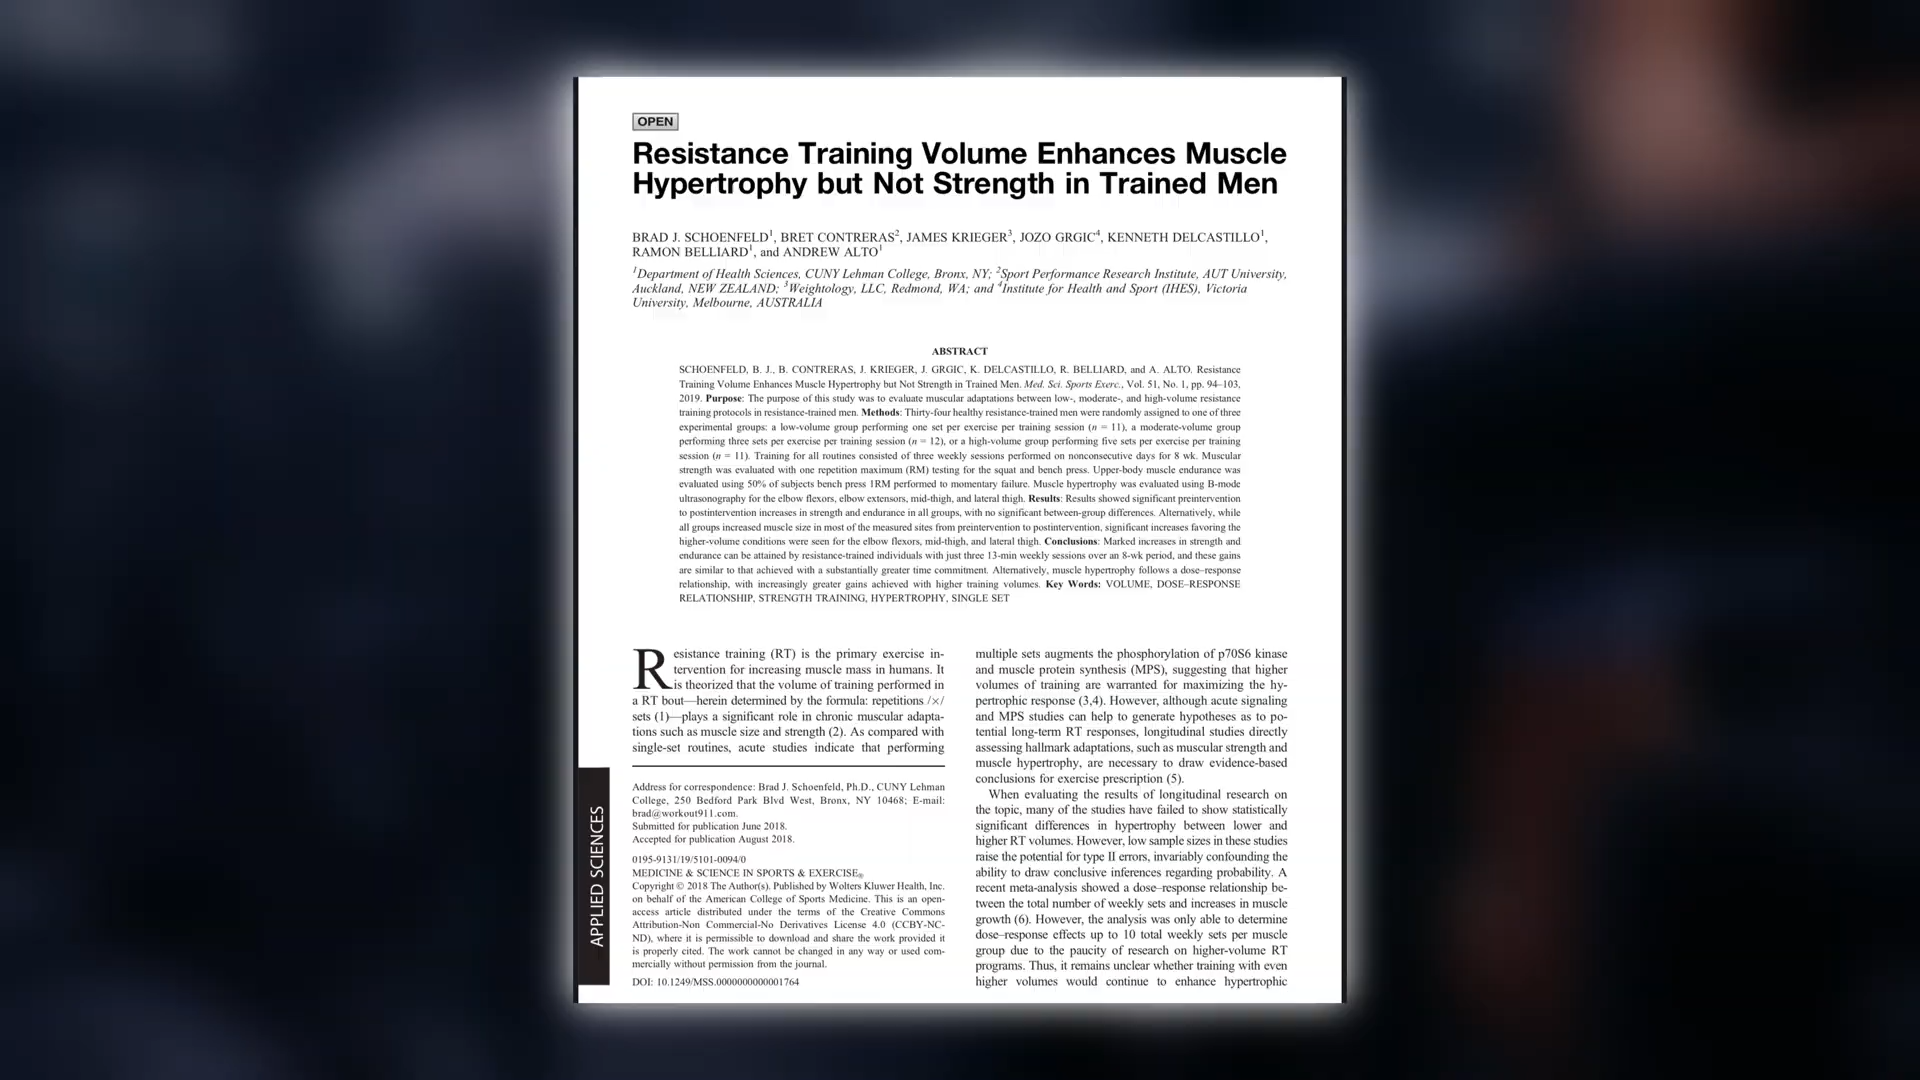 OPEN
Resistance Training Volume Enhances Muscle
Hypertrophy but Not Strength in Trained Men
BRAD J. SCHOENFELD1, BRET CONTRERAS2, JAMES KRIEGER3, JOZO GRGIC4, KENNETH DELCASTILLO1,
RAMON BELLIARD1, and ANDREW ALTO1
1Department of Health Sciences, CUNY Lehman College, Bronx, NY; 2Sport Performance Research Institute, AUT University,
Auckland, NEW ZEALAND; 3Weightology, LLC, Redmond, WA; and 4Institute for Health and Sport (IHES), Victoria
University, Melbourne, AUSTRALIA
ABSTRACT
SCHOENFELD, B. J., B. CONTRERAS, J. KRIEGER, J. GRGIC, K. DELCASTILLO, R. BELLIARD, and A. ALTO. Resistance
Training Volume Enhances Muscle Hypertrophy but Not Strength in Trained Men. Med. Sci. Sports Exerc., Vol. 51, No. 1, pp. 94–103,
2019. Purpose: The purpose of this study was to evaluate muscular adaptations between low-, moderate-, and high-volume resistance
training protocols in resistance-trained men. Methods: Thirty-four healthy resistance-trained men were randomly assigned to one of three
experimental groups: a low-volume group performing one set per exercise per training session (n = 11), a moderate-volume group
performing three sets per exercise per training session (n = 12), or a high-volume group performing five sets per exercise per training
session (n = 11). Training for all routines consisted of three weekly sessions performed on nonconsecutive days for 8 wk. Muscular
strength was evaluated with one repetition maximum (RM) testing for the squat and bench press. Upper-body muscle endurance was
evaluated using 50% of subjects bench press 1RM performed to momentary failure. Muscle hypertrophy was evaluated using B-mode
ultrasonography for the elbow flexors, elbow extensors, mid-thigh, and lateral thigh. Results: Results showed significant preintervention
to postintervention increases in strength and endurance in all groups, with no significant between-group differences. Alternatively, while
all groups increased muscle size in most of the measured sites from preintervention to postintervention, significant increases favoring the
higher-volume conditions were seen for the elbow flexors, mid-thigh, and lateral thigh. Conclusions: Marked increases in strength and
endurance can be attained by resistance-trained individuals with just three 13-min weekly sessions over an 8-wk period, and these gains
are similar to that achieved with a substantially greater time commitment. Alternatively, muscle hypertrophy follows a dose–response
relationship, with increasingly greater gains achieved with higher training volumes. Key Words: VOLUME, DOSE–RESPONSE
RELATIONSHIP, STRENGTH TRAINING, HYPERTROPHY, SINGLE SET
Resistance training (RT) is the primary exercise in-
tervention for increasing muscle mass in humans. It
is theorized that the volume of training performed in
a RT bout—herein determined by the formula: repetitions /×/
sets (1)—plays a significant role in chronic muscular adapta-
tions such as muscle size and strength (2). As compared with
single-set routines, acute studies indicate that performing
Address for correspondence: Brad J. Schoenfeld, Ph.D., CUNY Lehman
College, 250 Bedford Park Blvd West, Bronx, NY 10468; E-mail:
brad@workout911.com.
Submitted for publication June 2018.
Accepted for publication August 2018.
0195-9131/19/5101-0094/0
MEDICINE & SCIENCE IN SPORTS & EXERCISE®
Copyright © 2018 The Author(s). Published by Wolters Kluwer Health, Inc.
on behalf of the American College of Sports Medicine. This is an open-
access article distributed under the terms of the Creative Commons
Attribution-Non Commercial-No Derivatives License 4.0 (CCBY-NC-
ND), where it is permissible to download and share the work provided it
is properly cited. The work cannot be changed in any way or used com-
mercially without permission from the journal.
DOI: 10.1249/MSS.0000000000001764
APPLIED SCIENCES
multiple sets augments the phosphorylation of p70S6 kinase
and muscle protein synthesis (MPS), suggesting that higher
volumes of training are warranted for maximizing the hy-
pertrophic response (3,4). However, although acute signaling
and MPS studies can help to generate hypotheses as to po-
tential long-term RT responses, longitudinal studies directly
assessing hallmark adaptations, such as muscular strength and
muscle hypertrophy, are necessary to draw evidence-based
conclusions for exercise prescription (5).
When evaluating the results of longitudinal research on
the topic, many of the studies have failed to show statistically
significant differences in hypertrophy between lower and
higher RT volumes. However, low sample sizes in these studies
raise the potential for type II errors, invariably confounding the
ability to draw conclusive inferences regarding probability. A
recent meta-analysis showed a dose–response relationship be-
tween the total number of weekly sets and increases in muscle
growth (6). However, the analysis was only able to determine
dose–response effects up to 10 total weekly sets per muscle
group due to the paucity of research on higher-volume RT
programs. Thus, it remains unclear whether training with even
higher volumes would continue to enhance hypertrophic